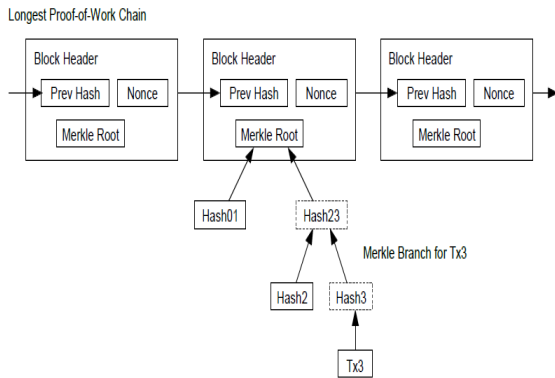 Longest Proof-of-Work Chain
Block Header
Block Header
Block Header
Prev Hash
Nonce
Prev Hash
Nonce
Prev Hash
Nonce
Merkle Root
Merkle Root
Merkle Root
Hash01
Hash23
Merkle Branch for Tx3
Hash2
Hash3
Tx3